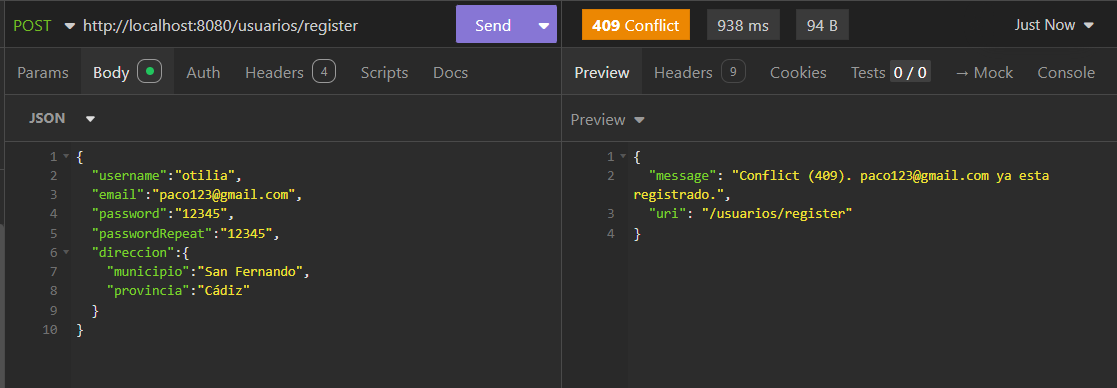 POST http://localhost:8080/usuarios/register Send
409 Conflict 938 ms 94 B Just Now
Params Body Auth Headers 4 Scripts Docs
Preview Headers 9 Cookies Tests 0 / 0 → Mock Console
JSON
Preview
1 {
2 "username":"otilia",
3 "email":"paco123@gmail.com",
4 "password":"12345",
5 "passwordRepeat":"12345",
6 "direccion":{
7 "municipio":"San Fernando",
8 "provincia":"Cádiz"
9 }
10 }
1 {
2 "message": "Conflict (409). paco123@gmail.com ya esta
registrado.",
3 "uri": "/usuarios/register"
4 }